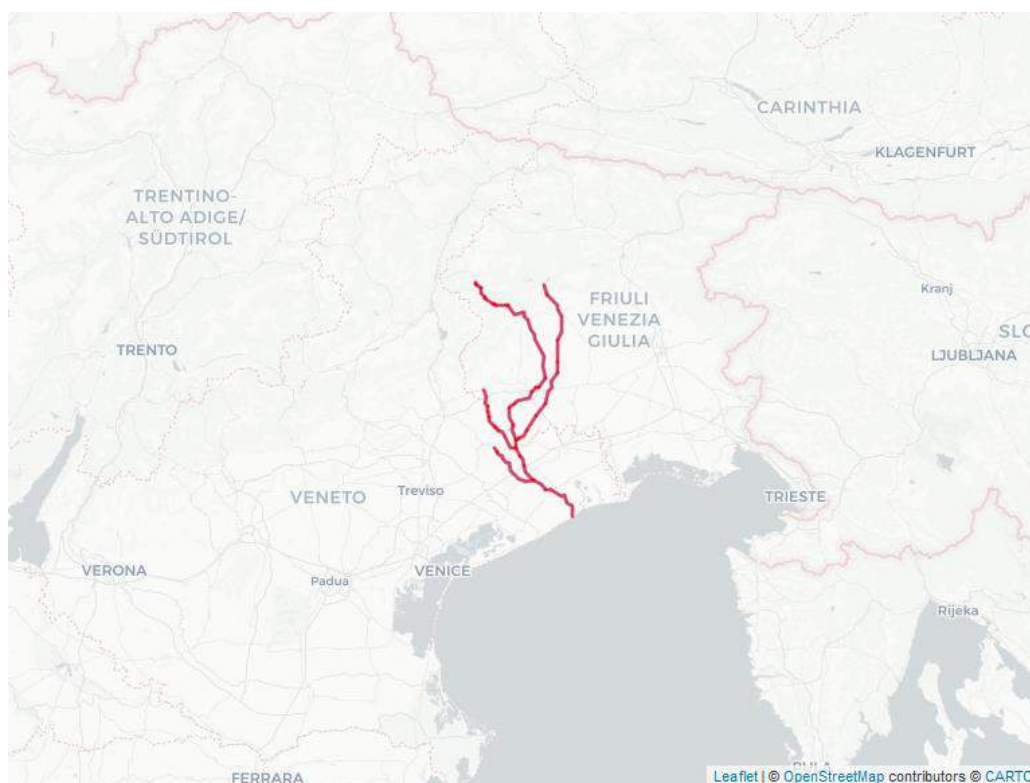 CARINTHIA
KLAGENFURT
TRENTINO-
ALTO ADIGE/
SÜDTIROL
Kranj
FRIULI
VENEZIA
GIULIA
SLO
TRENTO
LJUBLJANA
Treviso
VENETO
TRIESTE
VERONA
Padua
VENICE
Rijeka
FERRARA
PULA
Leaflet | © OpenStreetMap contributors © CARTO